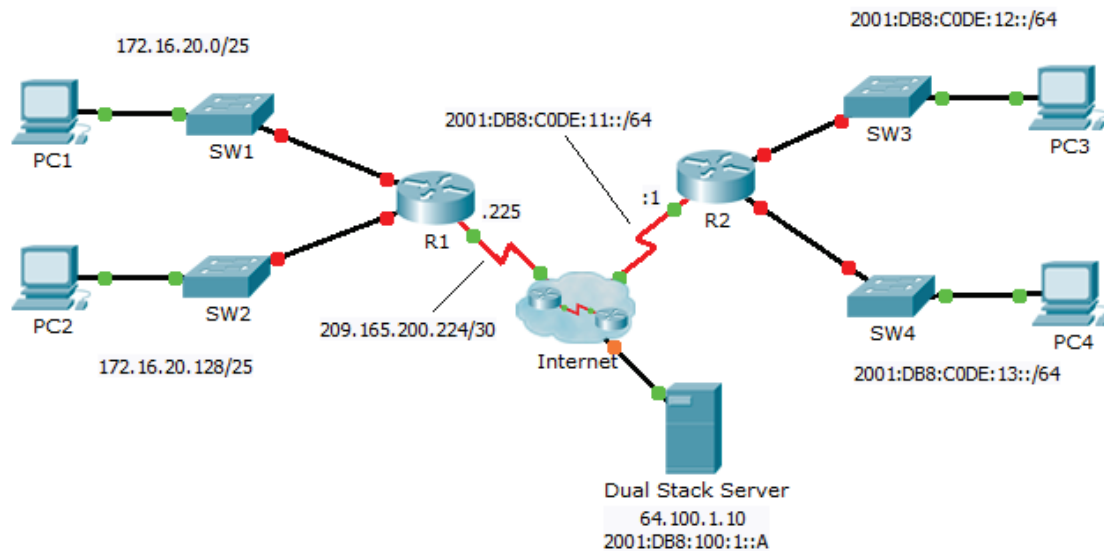 172.16.20.0/25
PC1
SW1
2001:DB8:C0DE:11::/64
2001:DB8:C0DE:12::/64
SW3
PC3
.225
R1
:1
R2
PC2
SW2
209.165.200.224/30
172.16.20.128/25
Internet
SW4
PC4
2001:DB8:C0DE:13::/64
Dual Stack Server
64.100.1.10
2001:DB8:100:1::A